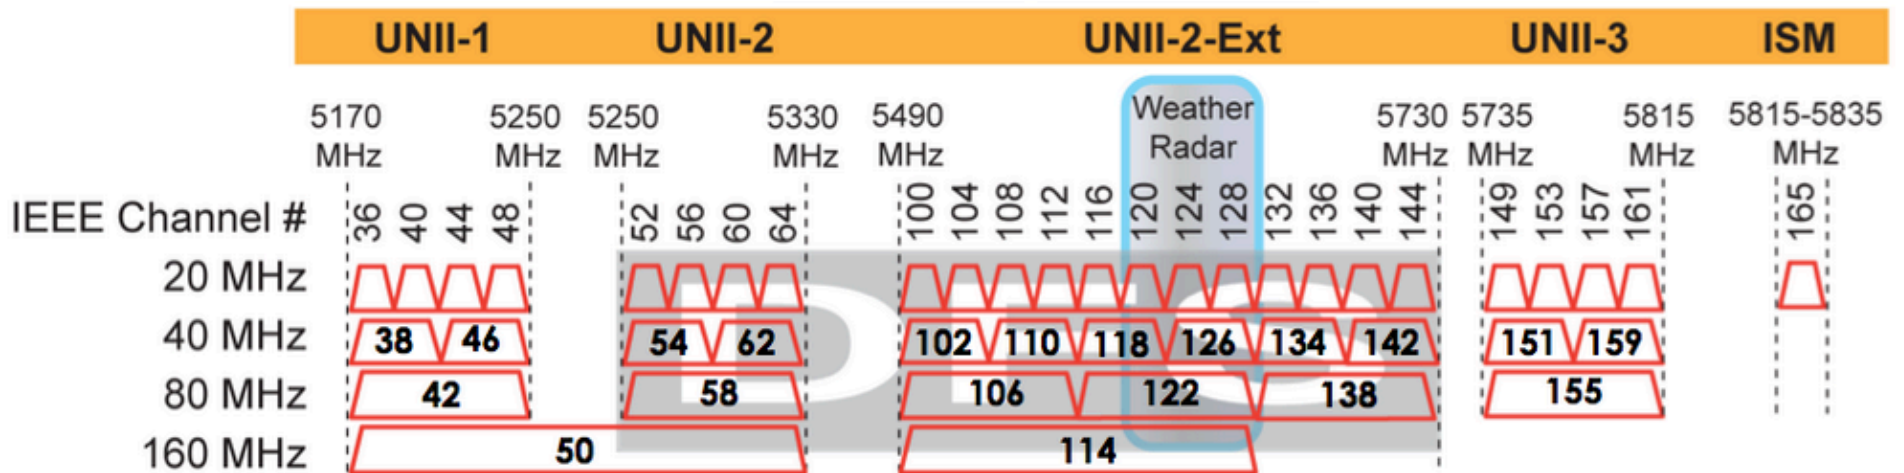 UNII-1 UNII-2 UNII-2-Ext UNII-3 ISM
5170 MHz 5250 MHz 5250 MHz 5330 MHz 5490 MHz Weather Radar 5730 MHz 5735 MHz 5815 MHz 5815-5835 MHz
IEEE Channel # 36 40 44 48 52 56 60 64 100 104 108 112 116 120 124 128 132 136 140 144 149 153 157 161 165
20 MHz
DFS
40 MHz 38 46 54 62 102 110 118 126 134 142 151 159
80 MHz 42 58 106 122 138 155
160 MHz 50 114